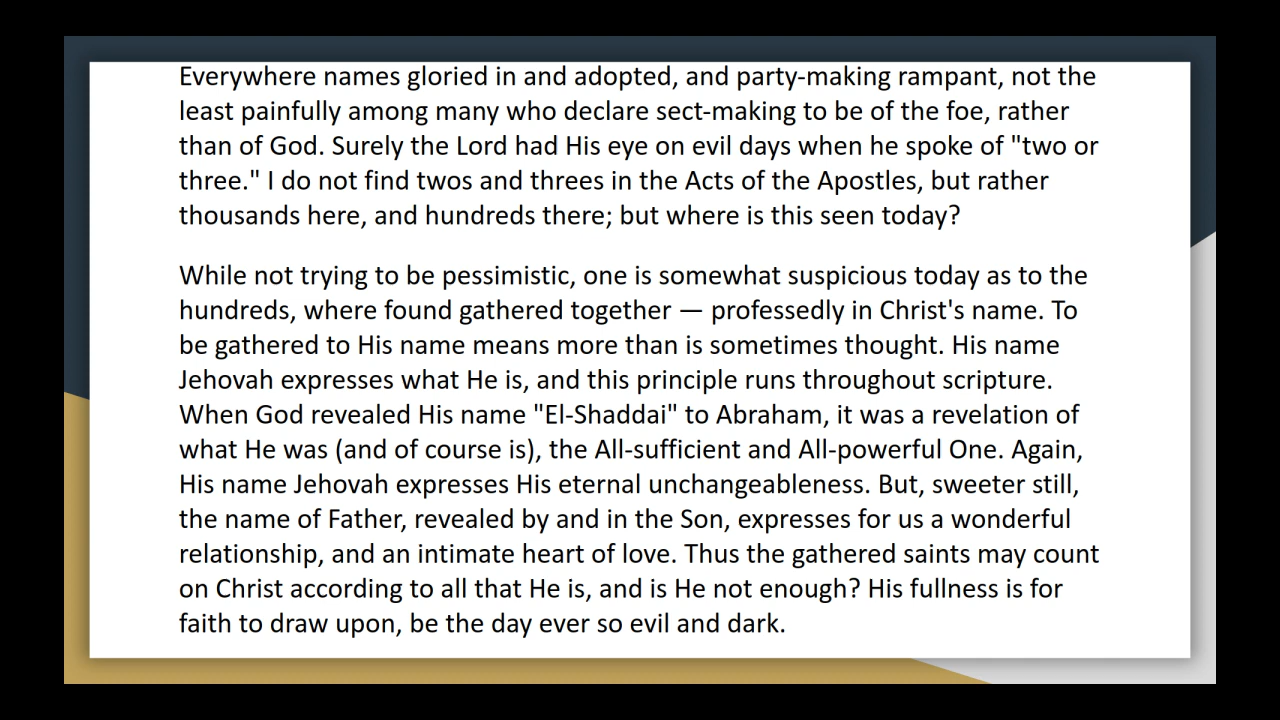 Everywhere names gloried in and adopted, and party-making rampant, not the
least painfully among many who declare sect-making to be of the foe, rather
than of God. Surely the Lord had His eye on evil days when he spoke of "two or
three." I do not find twos and threes in the Acts of the Apostles, but rather
thousands here, and hundreds there; but where is this seen today?
While not trying to be pessimistic, one is somewhat suspicious today as to the
hundreds, where found gathered together — professedly in Christ's name. To
be gathered to His name means more than is sometimes thought. His name
Jehovah expresses what He is, and this principle runs throughout scripture.
When God revealed His name "El-Shaddai" to Abraham, it was a revelation of
what He was (and of course is), the All-sufficient and All-powerful One. Again,
His name Jehovah expresses His eternal unchangeableness. But, sweeter still,
the name of Father, revealed by and in the Son, expresses for us a wonderful
relationship, and an intimate heart of love. Thus the gathered saints may count
on Christ according to all that He is, and is He not enough? His fullness is for
faith to draw upon, be the day ever so evil and dark.